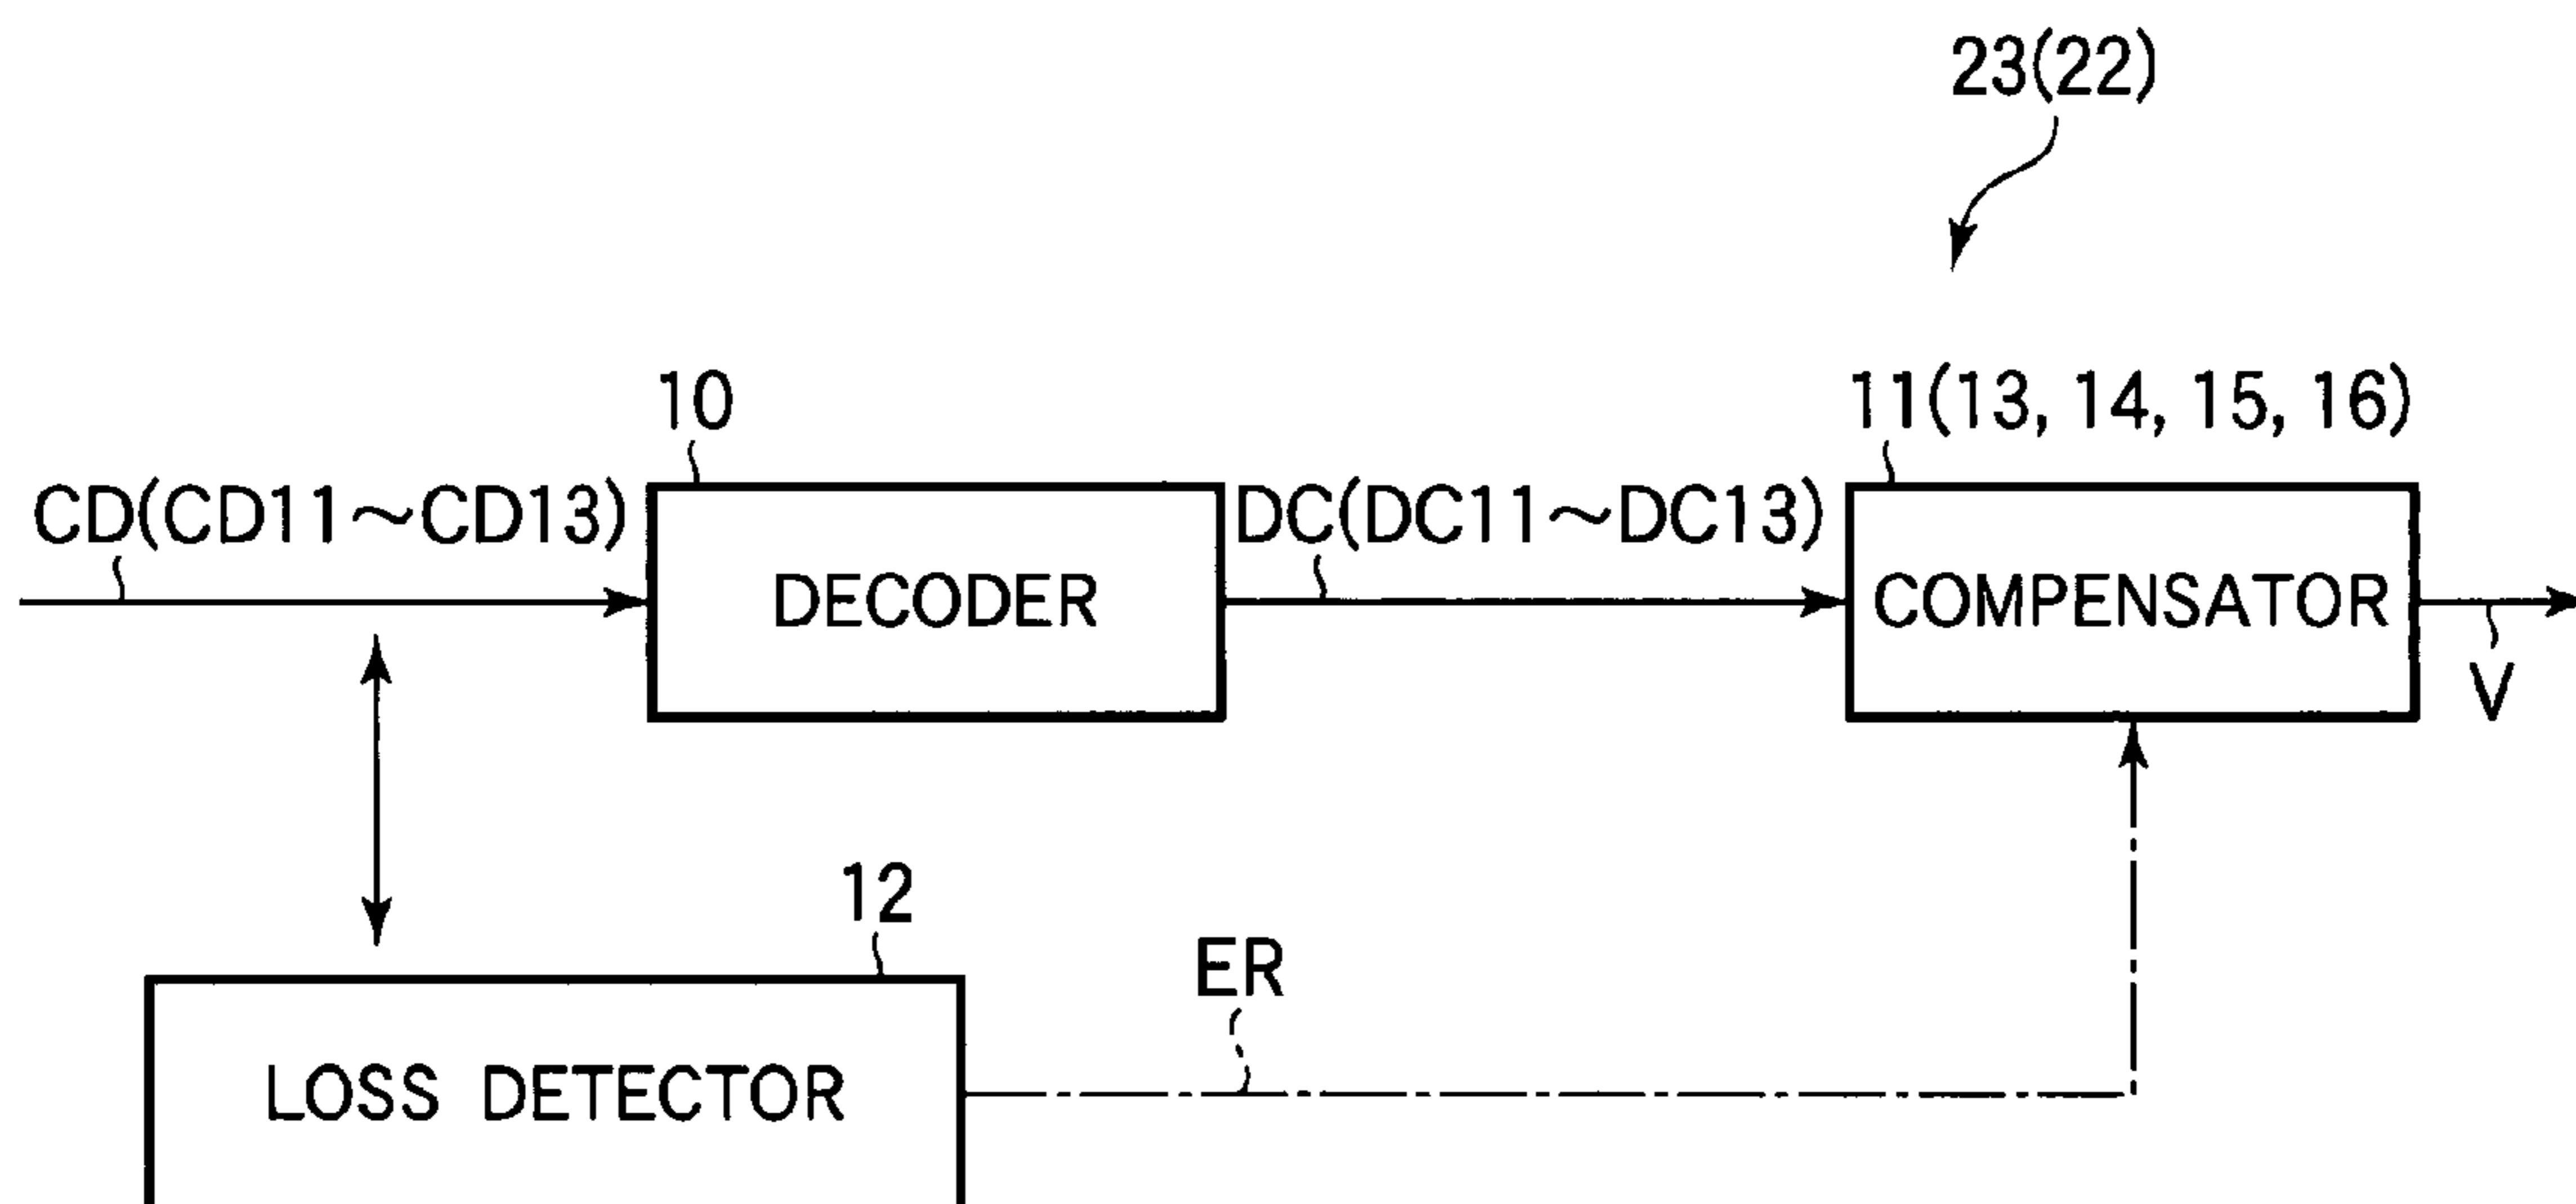 23(22)
10
11(13, 14, 15, 16)
CD(CD11~CD13)
DC(DC11~DC13)
DECODER
COMPENSATOR
V
12
ER
LOSS DETECTOR